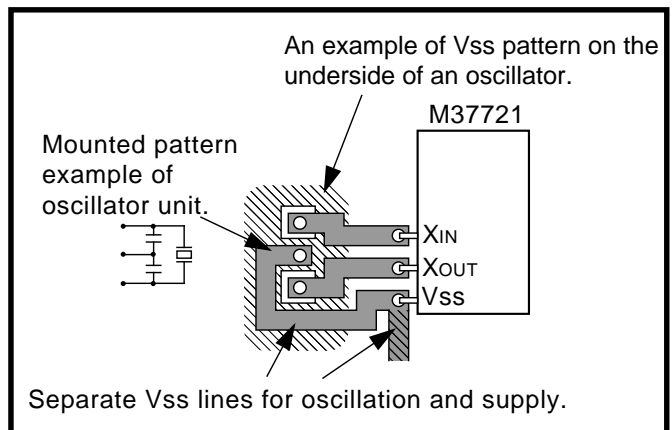 An example of Vss pattern on the
underside of an oscillator.
M37721
Mounted pattern
example of
oscillator unit.
XIN
XOUT
Vss
Separate Vss lines for oscillation and supply.